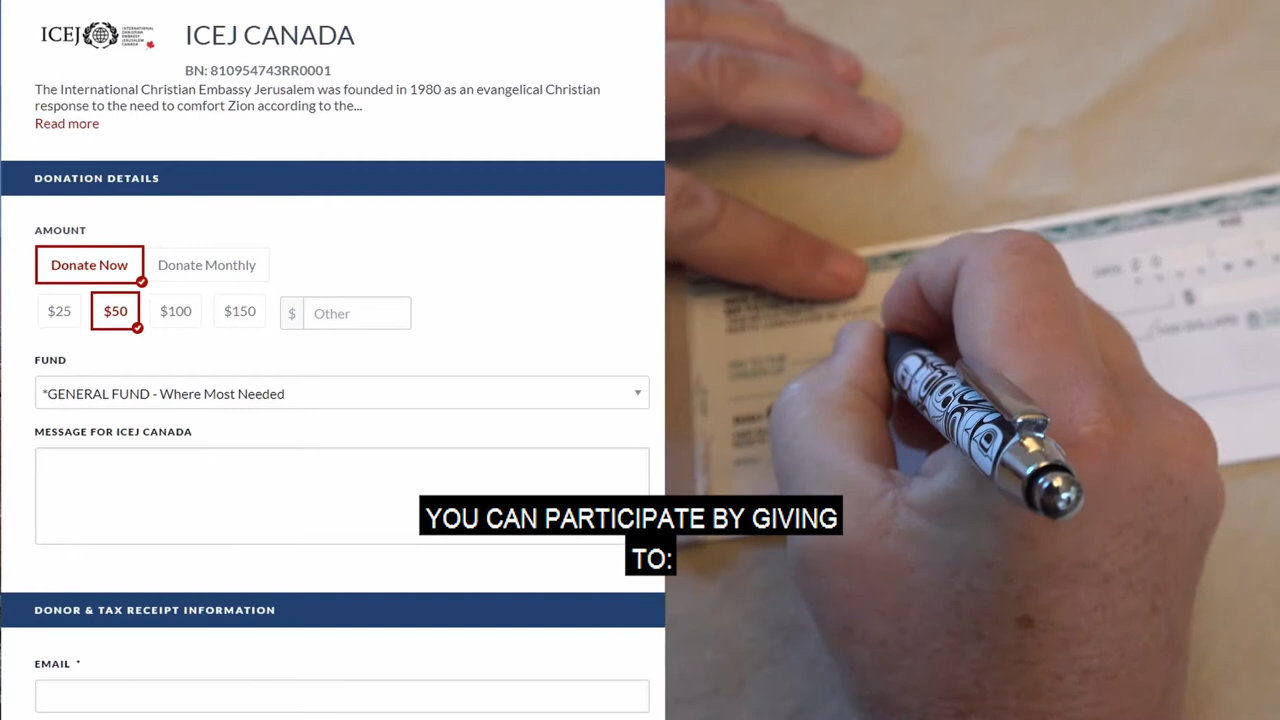 ICEJ
INTERNATIONAL
CHRISTIAN
EMBASSY
JERUSALEM
CANADA
ICEJ CANADA
BN: 810954743RR0001
The International Christian Embassy Jerusalem was founded in 1980 as an evangelical Christian
response to the need to comfort Zion according to the...
Read more
DONATION DETAILS
AMOUNT
Donate Now
Donate Monthly
$25
$50
$100
$150
$
Other
FUND
*GENERAL FUND - Where Most Needed
MESSAGE FOR ICEJ CANADA
YOU CAN PARTICIPATE BY GIVING
TO:
DONOR & TAX RECEIPT INFORMATION
EMAIL *
DATE
$